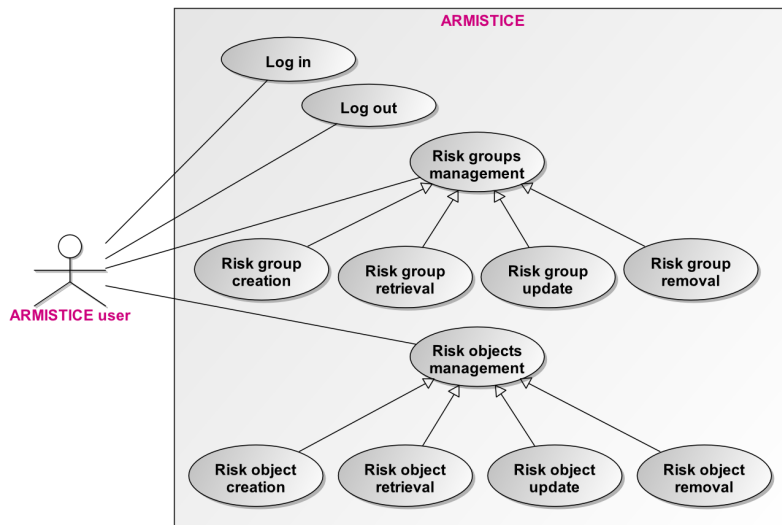 ARMISTICE
Log in
Log out
Risk groups
management
Risk group
creation
Risk group
retrieval
Risk group
update
Risk group
removal
ARMISTICE user
Risk objects
management
Risk object
creation
Risk object
retrieval
Risk object
update
Risk object
removal